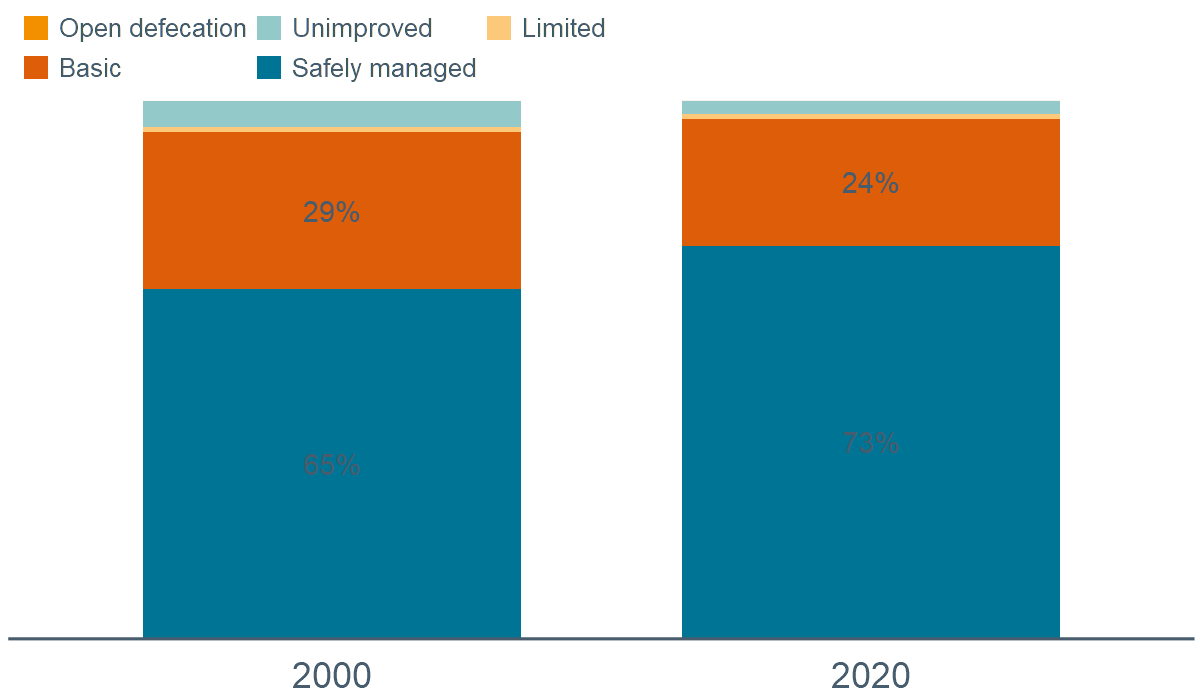 Open defecation Unimproved Limited
Basic Safely managed
29%
24%
65%
73%
2000 2020